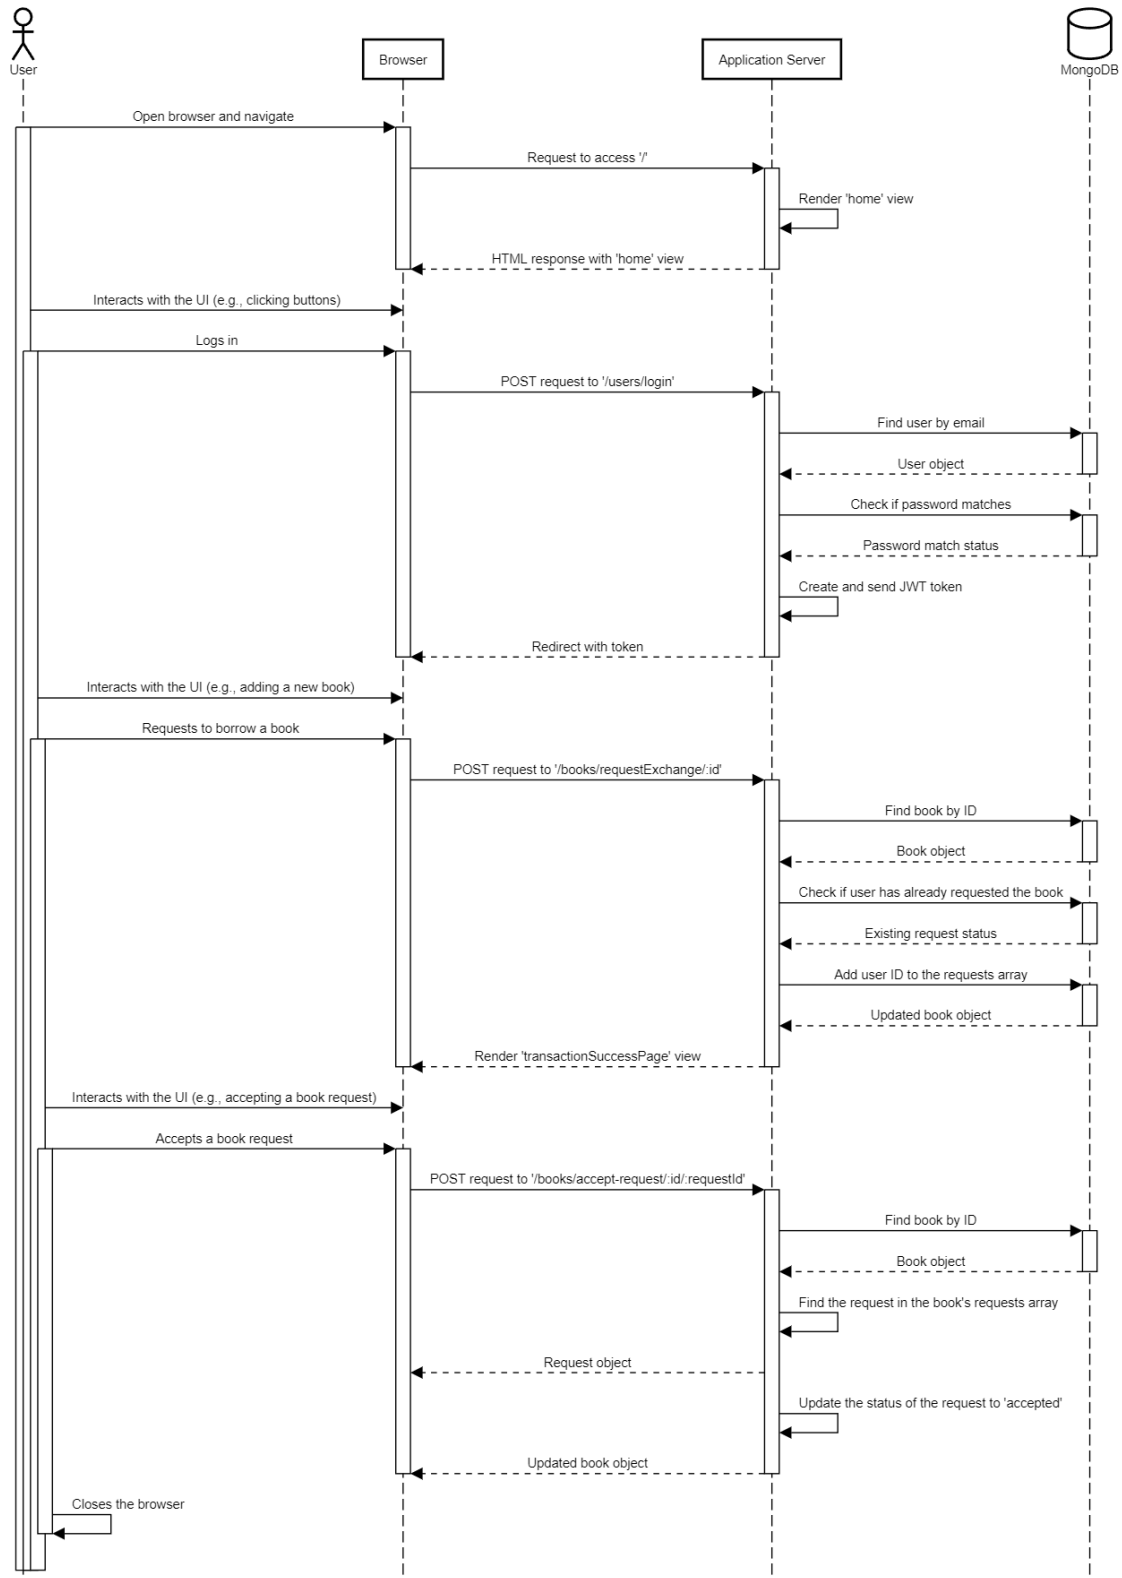 User
Browser
Application Server
MongoDB
Open browser and navigate
Request to access '/'
Render 'home' view
HTML response with 'home' view
Interacts with the UI (e.g., clicking buttons)
Logs in
POST request to '/users/login'
Find user by email
User object
Check if password matches
Password match status
Create and send JWT token
Redirect with token
Interacts with the UI (e.g., adding a new book)
Requests to borrow a book
POST request to '/books/requestExchange/:id'
Find book by ID
Book object
Check if user has already requested the book
Existing request status
Add user ID to the requests array
Updated book object
Render 'transactionSuccessPage' view
Interacts with the UI (e.g., accepting a book request)
Accepts a book request
POST request to '/books/accept-request/:id/:requestId'
Find book by ID
Book object
Find the request in the book's requests array
Request object
Update the status of the request to 'accepted'
Updated book object
Closes the browser